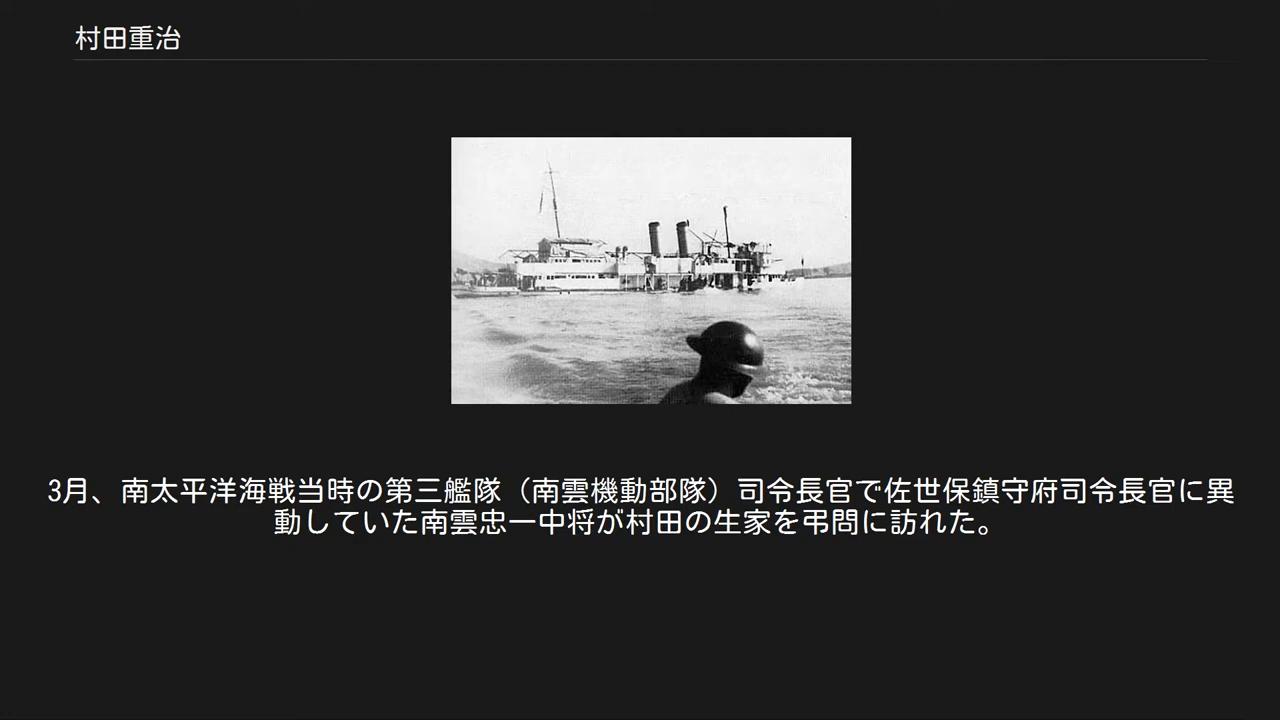 村田重治
3月、南太平洋海戦当時の第三艦隊（南雲機動部隊）司令長官で佐世保鎮守府司令長官に異
動していた南雲忠一中将が村田の生家を弔問に訪れた。